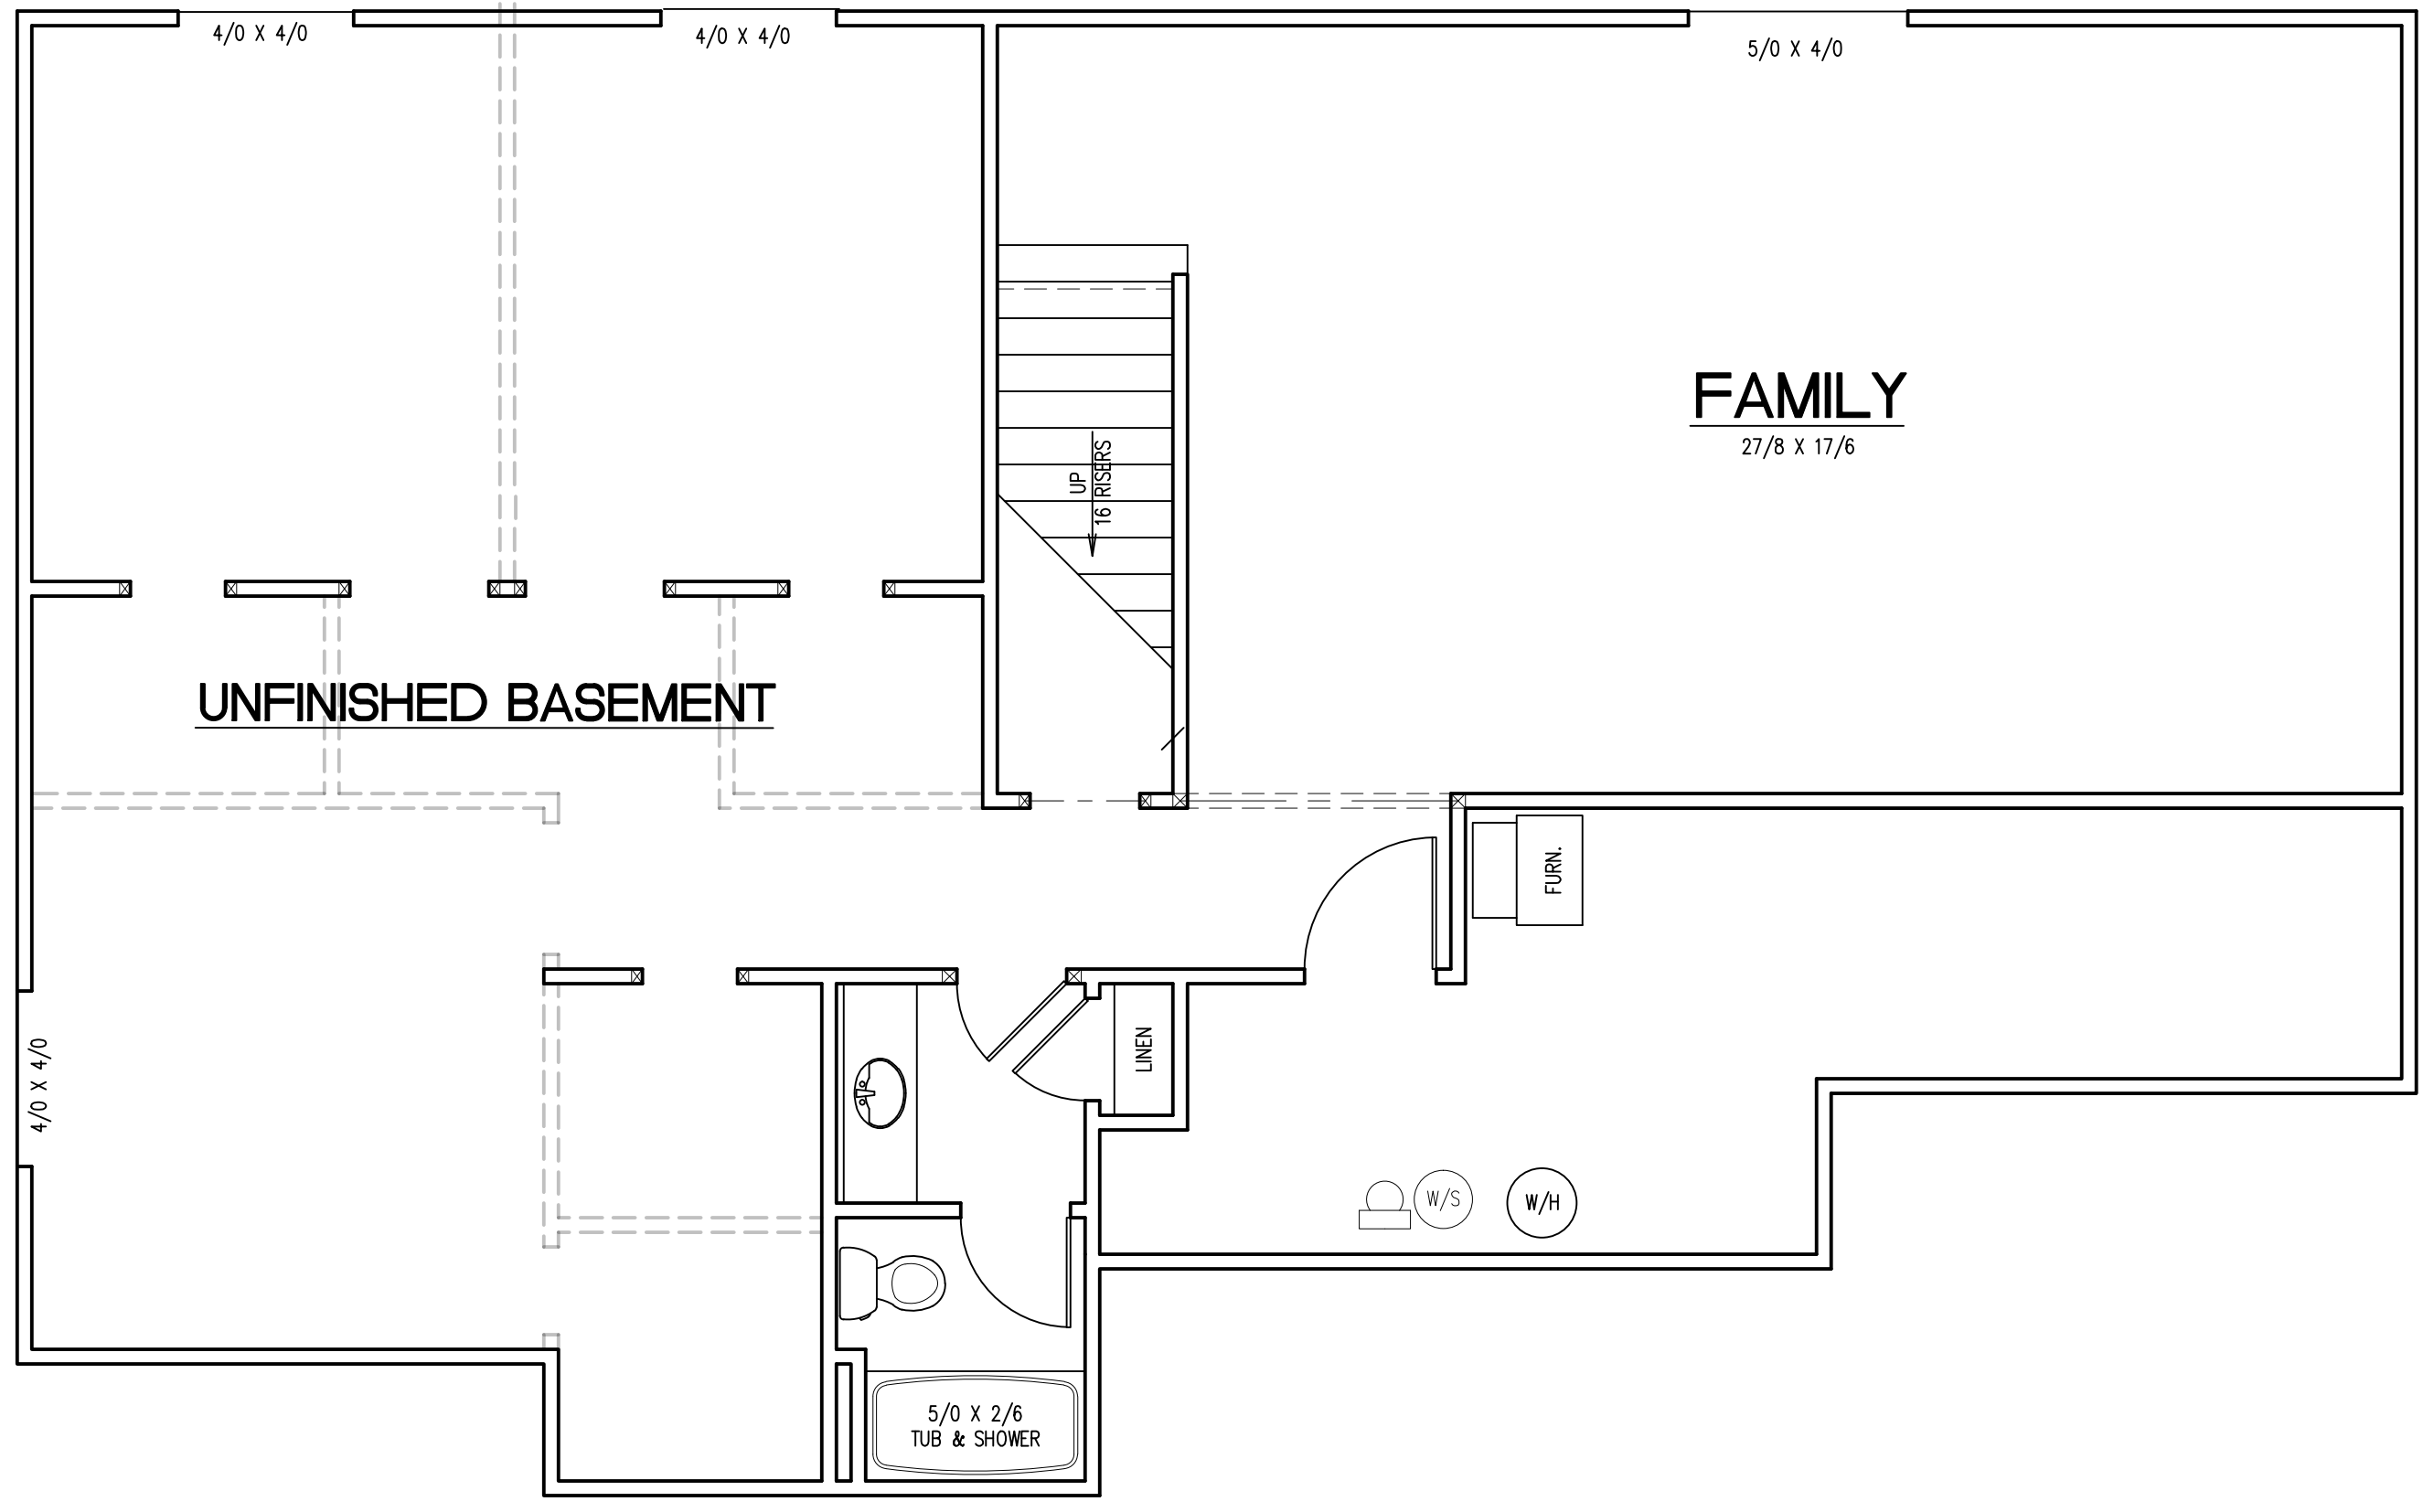 4/0 X 4/0
4/0 X 4/0
5/0 X 4/0
FAMILY
27/8 X 17/6
UP
16 RISERS
UNFINISHED BASEMENT
FURN.
LINEN
4/0 X 4/0
W/S
W/H
5/0 X 2/6
TUB & SHOWER